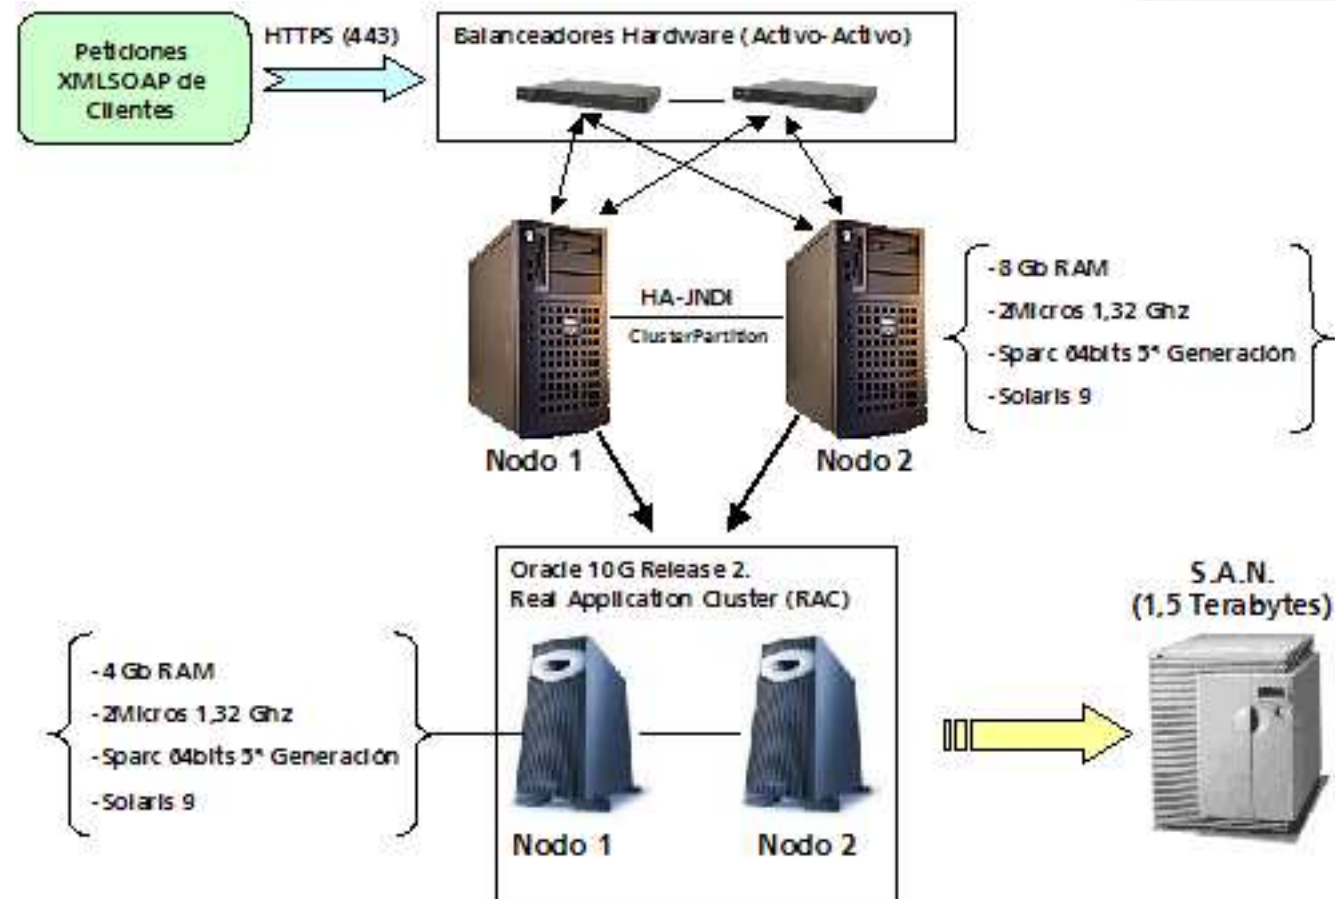 Peticiones
XMLSOAP de
Clientes
HTTPS (443)
Balanceadores Hardware (Activo-Activo)
HA-JNDI
ClusterPartition
-8 Gb RAM
-2Micros 1,32 Ghz
-Sparc 64bits 5ª Generación
-Solaris 9
Nodo 1
Nodo 2
Oracle 10G Release 2.
Real Application Cluster (RAC)
S.A.N.
(1,5 Terabytes)
-4 Gb RAM
-2Micros 1,32 Ghz
-Sparc 64bits 5ª Generación
-Solaris 9
Nodo 1
Nodo 2